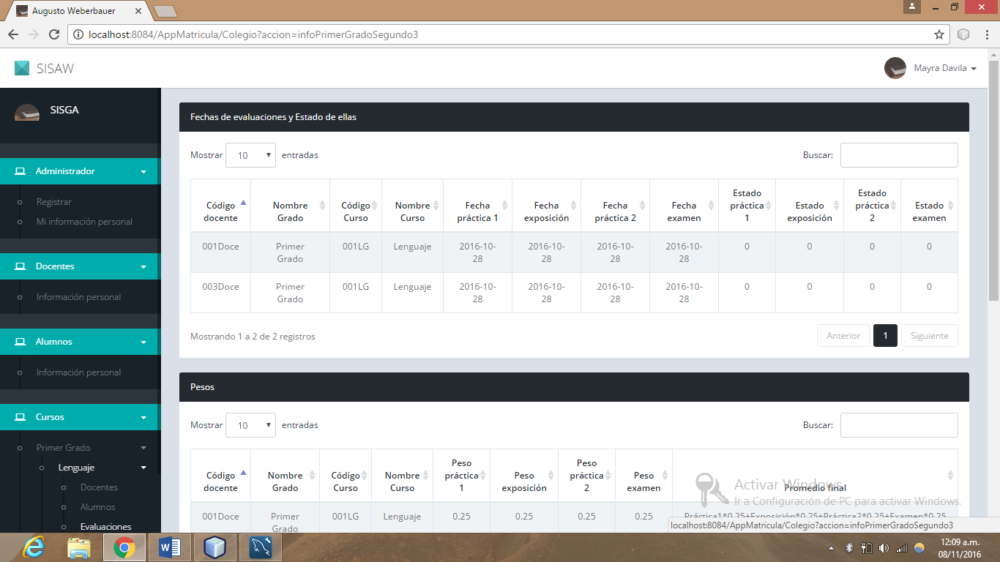 Augusto Weberbauer
localhost:8084/AppMatricula/Colegio?accion=infoPrimerGradoSegundo3
SISAW
Mayra Davila
SISGA
Administrador
Registrar
Mi información personal
Docentes
Información personal
Alumnos
Información personal
Cursos
Primer Grado
Lenguaje
Docentes
Alumnos
Evaluaciones
Fechas de evaluaciones y Estado de ellas
Mostrar 10 entradas Buscar:
Código docente Nombre Grado Código Curso Nombre Curso Fecha práctica 1 Fecha exposición Fecha práctica 2 Fecha examen Estado práctica 1 Estado exposición Estado práctica 2 Estado examen
001Doce Primer Grado 001LG Lenguaje 2016-10-28 2016-10-28 2016-10-28 2016-10-28 0 0 0 0
003Doce Primer Grado 001LG Lenguaje 2016-10-28 2016-10-28 2016-10-28 2016-10-28 0 0 0 0
Mostrando 1 a 2 de 2 registros Anterior 1 Siguiente
Pesos
Mostrar 10 entradas Buscar:
Código docente Nombre Grado Código Curso Nombre Curso Peso práctica 1 Peso exposición Peso práctica 2 Peso examen Promedio final
001Doce Primer Grado 001LG Lenguaje 0.25 0.25 0.25 0.25 Práctica1*0.25+Exposición*0.25+Práctica2*0.25+Examen*0.25
Activar Windows
Ir a Configuración de PC para activar Windows.
localhost:8084/AppMatricula/Colegio?accion=infoPrimerGradoSegundo3
12:09 a.m.
08/11/2016